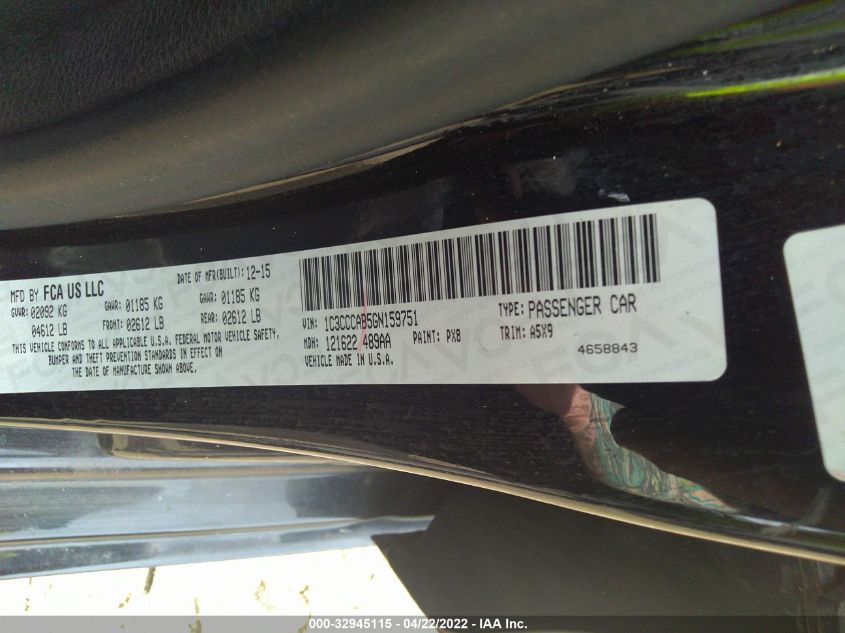 MFD BY FCA US LLC
DATE OF MFR(BUILT): 12-15
GVWR: 02092 KG
GAWR: 01185 KG
GAWR: 01185 KG
04612 LB
FRONT: 02612 LB
REAR: 02612 LB
THIS VEHICLE CONFORMS TO ALL APPLICABLE U.S.A. FEDERAL MOTOR VEHICLE SAFETY,
BUMPER AND THEFT PREVENTION STANDARDS IN EFFECT ON
THE DATE OF MANUFACTURE SHOWN ABOVE.
VIN: 1C3CCCAB5GN159751
TYPE: PASSENGER CAR
MDH: 121622 489AA
PAINT: PX8
TRIM: A5X9
VEHICLE MADE IN U.S.A.
4658843
000-32945115 - 04/22/2022 - IAA Inc.